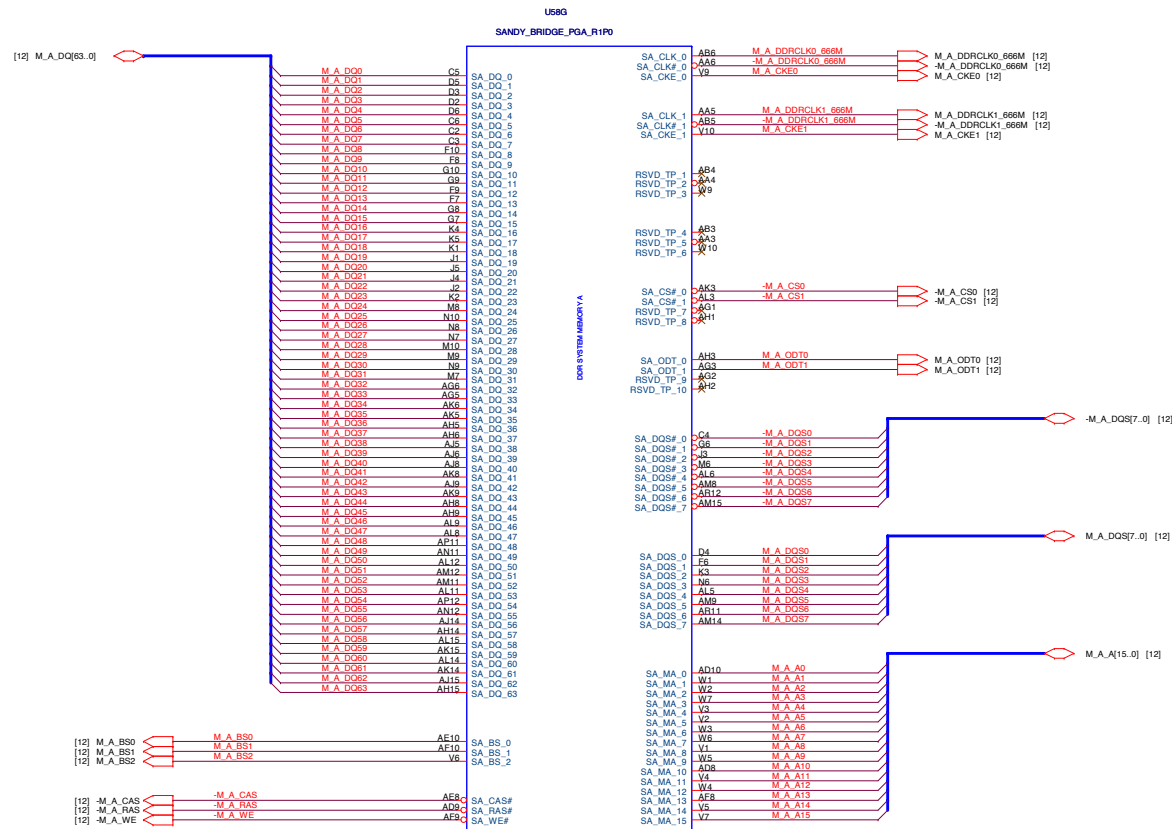 U58G
SANDY_BRIDGE_PGA_R1P0
[12] M_A_DQ[63..0]
M_A_DQ0 C5 SA_DQ_0
M_A_DQ1 D5 SA_DQ_1
M_A_DQ2 D3 SA_DQ_2
M_A_DQ3 D2 SA_DQ_3
M_A_DQ4 D6 SA_DQ_4
M_A_DQ5 C6 SA_DQ_5
M_A_DQ6 C2 SA_DQ_6
M_A_DQ7 C3 SA_DQ_7
M_A_DQ8 F10 SA_DQ_8
M_A_DQ9 F8 SA_DQ_9
M_A_DQ10 G10 SA_DQ_10
M_A_DQ11 G9 SA_DQ_11
M_A_DQ12 F9 SA_DQ_12
M_A_DQ13 F7 SA_DQ_13
M_A_DQ14 G8 SA_DQ_14
M_A_DQ15 G7 SA_DQ_15
M_A_DQ16 K4 SA_DQ_16
M_A_DQ17 K5 SA_DQ_17
M_A_DQ18 K1 SA_DQ_18
M_A_DQ19 J1 SA_DQ_19
M_A_DQ20 J5 SA_DQ_20
M_A_DQ21 J4 SA_DQ_21
M_A_DQ22 J2 SA_DQ_22
M_A_DQ23 K2 SA_DQ_23
M_A_DQ24 M8 SA_DQ_24
M_A_DQ25 N10 SA_DQ_25
M_A_DQ26 N8 SA_DQ_26
M_A_DQ27 N7 SA_DQ_27
M_A_DQ28 M10 SA_DQ_28
M_A_DQ29 M9 SA_DQ_29
M_A_DQ30 N9 SA_DQ_30
M_A_DQ31 M7 SA_DQ_31
M_A_DQ32 AG6 SA_DQ_32
M_A_DQ33 AG5 SA_DQ_33
M_A_DQ34 AK6 SA_DQ_34
M_A_DQ35 AK5 SA_DQ_35
M_A_DQ36 AH5 SA_DQ_36
M_A_DQ37 AH6 SA_DQ_37
M_A_DQ38 AJ5 SA_DQ_38
M_A_DQ39 AJ6 SA_DQ_39
M_A_DQ40 AJ8 SA_DQ_40
M_A_DQ41 AK8 SA_DQ_41
M_A_DQ42 AJ9 SA_DQ_42
M_A_DQ43 AK9 SA_DQ_43
M_A_DQ44 AH8 SA_DQ_44
M_A_DQ45 AH9 SA_DQ_45
M_A_DQ46 AL9 SA_DQ_46
M_A_DQ47 AL8 SA_DQ_47
M_A_DQ48 AP11 SA_DQ_48
M_A_DQ49 AN11 SA_DQ_49
M_A_DQ50 AL12 SA_DQ_50
M_A_DQ51 AM12 SA_DQ_51
M_A_DQ52 AM11 SA_DQ_52
M_A_DQ53 AL11 SA_DQ_53
M_A_DQ54 AP12 SA_DQ_54
M_A_DQ55 AN12 SA_DQ_55
M_A_DQ56 AJ14 SA_DQ_56
M_A_DQ57 AH14 SA_DQ_57
M_A_DQ58 AL15 SA_DQ_58
M_A_DQ59 AK15 SA_DQ_59
M_A_DQ60 AL14 SA_DQ_60
M_A_DQ61 AK14 SA_DQ_61
M_A_DQ62 AJ15 SA_DQ_62
M_A_DQ63 AH15 SA_DQ_63
[12] M_A_BS0 M_A_BS0 AE10 SA_BS_0
[12] M_A_BS1 M_A_BS1 AF10 SA_BS_1
[12] M_A_BS2 M_A_BS2 V6 SA_BS_2
[12] -M_A_CAS -M_A_CAS AE8 SA_CAS#
[12] -M_A_RAS -M_A_RAS AD9 SA_RAS#
[12] -M_A_WE -M_A_WE AF9 SA_WE#
DDR SYSTEM MEMORY A
SA_CLK_0 AB6 M_A_DDRCLK0_666M M_A_DDRCLK0_666M [12]
SA_CLK#_0 AA6 -M_A_DDRCLK0_666M -M_A_DDRCLK0_666M [12]
SA_CKE_0 V9 M_A_CKE0 M_A_CKE0 [12]
SA_CLK_1 AA5 M_A_DDRCLK1_666M M_A_DDRCLK1_666M [12]
SA_CLK#_1 AB5 -M_A_DDRCLK1_666M -M_A_DDRCLK1_666M [12]
SA_CKE_1 V10 M_A_CKE1 M_A_CKE1 [12]
RSVD_TP_1 AB4
RSVD_TP_2 AA4
RSVD_TP_3 W9
RSVD_TP_4 AB3
RSVD_TP_5 AA3
RSVD_TP_6 W10
SA_CS#_0 AK3 -M_A_CS0 -M_A_CS0 [12]
SA_CS#_1 AL3 -M_A_CS1 -M_A_CS1 [12]
RSVD_TP_7 AG1
RSVD_TP_8 AH1
SA_ODT_0 AH3 M_A_ODT0 M_A_ODT0 [12]
SA_ODT_1 AG3 M_A_ODT1 M_A_ODT1 [12]
RSVD_TP_9 AG2
RSVD_TP_10 AH2
-M_A_DQS[7..0] [12]
SA_DQS#_0 C4 -M_A_DQS0
SA_DQS#_1 G6 -M_A_DQS1
SA_DQS#_2 J3 -M_A_DQS2
SA_DQS#_3 M6 -M_A_DQS3
SA_DQS#_4 AL6 -M_A_DQS4
SA_DQS#_5 AM8 -M_A_DQS5
SA_DQS#_6 AR12 -M_A_DQS6
SA_DQS#_7 AM15 -M_A_DQS7
M_A_DQS[7..0] [12]
SA_DQS_0 D4 M_A_DQS0
SA_DQS_1 F6 M_A_DQS1
SA_DQS_2 K3 M_A_DQS2
SA_DQS_3 N6 M_A_DQS3
SA_DQS_4 AL5 M_A_DQS4
SA_DQS_5 AM9 M_A_DQS5
SA_DQS_6 AR11 M_A_DQS6
SA_DQS_7 AM14 M_A_DQS7
M_A_A[15..0] [12]
SA_MA_0 AD10 M_A_A0
SA_MA_1 W1 M_A_A1
SA_MA_2 W2 M_A_A2
SA_MA_3 W7 M_A_A3
SA_MA_4 V3 M_A_A4
SA_MA_5 V2 M_A_A5
SA_MA_6 W3 M_A_A6
SA_MA_7 W6 M_A_A7
SA_MA_8 V1 M_A_A8
SA_MA_9 W5 M_A_A9
SA_MA_10 AD8 M_A_A10
SA_MA_11 V4 M_A_A11
SA_MA_12 W4 M_A_A12
SA_MA_13 AF8 M_A_A13
SA_MA_14 V5 M_A_A14
SA_MA_15 V7 M_A_A15